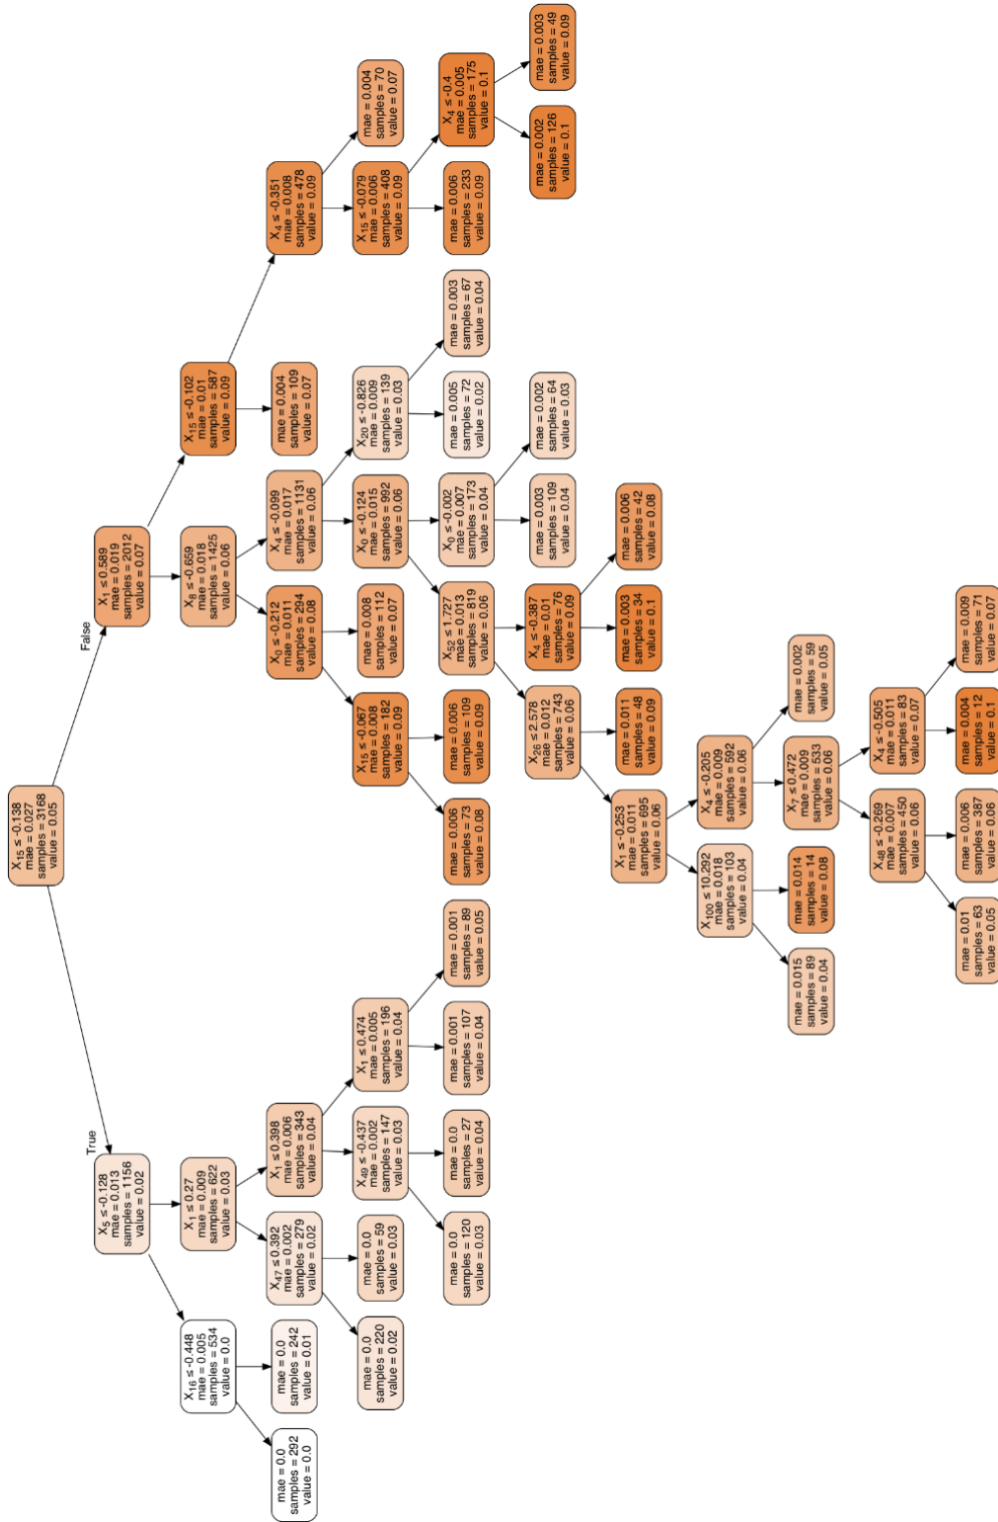 X15 ≤ -0.138
mae = 0.027
samples = 3168
value = 0.05
True
False
X5 ≤ -0.128
mae = 0.013
samples = 1156
value = 0.02
X1 ≤ 0.589
mae = 0.019
samples = 2012
value = 0.07
X16 ≤ -0.448
mae = 0.005
samples = 534
value = 0.0
X1 ≤ 0.27
mae = 0.009
samples = 622
value = 0.03
X8 ≤ -0.659
mae = 0.018
samples = 1425
value = 0.06
X15 ≤ -0.102
mae = 0.01
samples = 587
value = 0.09
mae = 0.0
samples = 292
value = 0.0
mae = 0.0
samples = 242
value = 0.01
X47 ≤ 0.392
mae = 0.002
samples = 279
value = 0.02
X1 ≤ 0.398
mae = 0.006
samples = 343
value = 0.04
X0 ≤ -0.212
mae = 0.011
samples = 294
value = 0.08
X4 ≤ -0.099
mae = 0.017
samples = 1131
value = 0.06
mae = 0.004
samples = 109
value = 0.07
X4 ≤ -0.351
mae = 0.008
samples = 478
value = 0.09
mae = 0.0
samples = 220
value = 0.02
mae = 0.0
samples = 59
value = 0.03
X49 ≤ -0.437
mae = 0.002
samples = 147
value = 0.03
X1 ≤ 0.474
mae = 0.005
samples = 196
value = 0.04
X15 ≤ -0.067
mae = 0.008
samples = 182
value = 0.09
mae = 0.008
samples = 112
value = 0.07
X0 ≤ -0.124
mae = 0.015
samples = 992
value = 0.06
X20 ≤ -0.826
mae = 0.009
samples = 139
value = 0.03
X15 ≤ -0.079
mae = 0.006
samples = 408
value = 0.09
mae = 0.004
samples = 70
value = 0.07
mae = 0.0
samples = 120
value = 0.03
mae = 0.0
samples = 27
value = 0.04
mae = 0.001
samples = 107
value = 0.04
mae = 0.001
samples = 89
value = 0.05
mae = 0.006
samples = 73
value = 0.08
mae = 0.006
samples = 109
value = 0.09
X52 ≤ 1.727
mae = 0.013
samples = 819
value = 0.06
X0 ≤ -0.002
mae = 0.007
samples = 173
value = 0.04
mae = 0.005
samples = 72
value = 0.02
mae = 0.003
samples = 67
value = 0.04
mae = 0.006
samples = 233
value = 0.09
X4 ≤ -0.4
mae = 0.005
samples = 175
value = 0.1
X26 ≤ 2.578
mae = 0.012
samples = 743
value = 0.06
X4 ≤ -0.387
mae = 0.01
samples = 76
value = 0.09
mae = 0.003
samples = 109
value = 0.04
mae = 0.002
samples = 64
value = 0.03
mae = 0.002
samples = 126
value = 0.1
mae = 0.003
samples = 49
value = 0.09
X1 ≤ -0.253
mae = 0.011
samples = 695
value = 0.06
mae = 0.011
samples = 48
value = 0.09
mae = 0.003
samples = 34
value = 0.1
mae = 0.006
samples = 42
value = 0.08
X100 ≤ 10.292
mae = 0.018
samples = 103
value = 0.04
X4 ≤ -0.205
mae = 0.009
samples = 592
value = 0.06
mae = 0.015
samples = 89
value = 0.04
mae = 0.014
samples = 14
value = 0.08
X7 ≤ 0.472
mae = 0.009
samples = 533
value = 0.06
mae = 0.002
samples = 59
value = 0.05
X48 ≤ -0.269
mae = 0.007
samples = 450
value = 0.06
X4 ≤ -0.505
mae = 0.011
samples = 83
value = 0.07
mae = 0.01
samples = 63
value = 0.05
mae = 0.006
samples = 387
value = 0.06
mae = 0.004
samples = 12
value = 0.1
mae = 0.009
samples = 71
value = 0.07